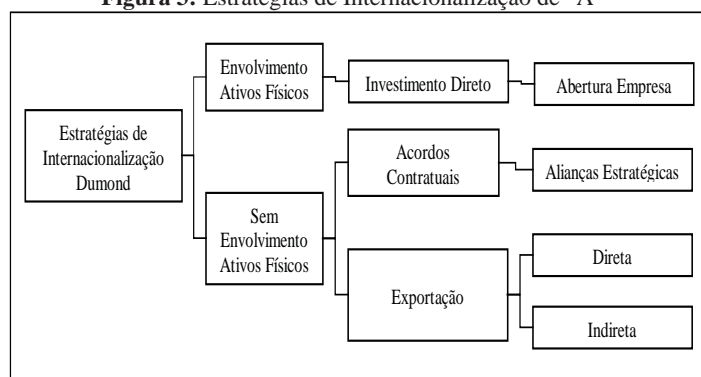 Figura 3: Estratégias de Internacionalização de "A"
Envolvimento
Ativos Físicos
Investimento Direto
Abertura Empresa
Estratégias de
Internacionalização
Dumond
Acordos
Contratuais
Alianças Estratégicas
Sem
Envolvimento
Ativos Físicos
Exportação
Direta
Indireta